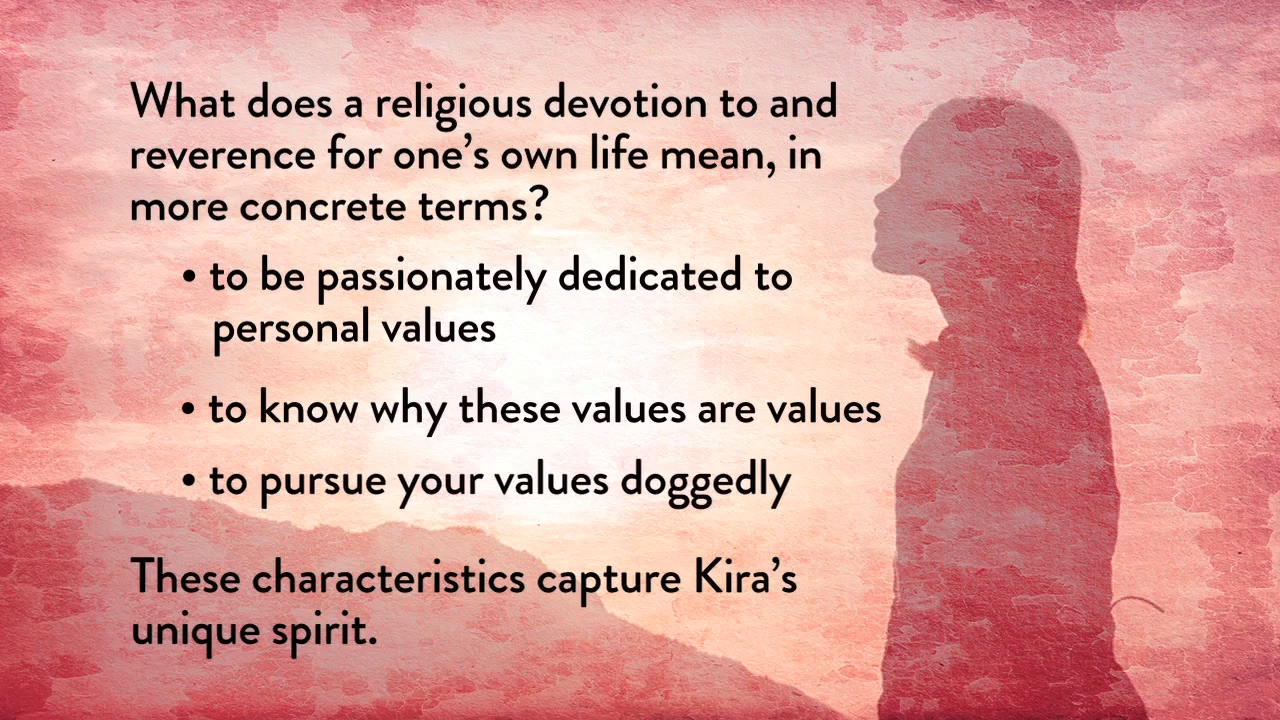 What does a religious devotion to and
reverence for one’s own life mean, in
more concrete terms?
• to be passionately dedicated to
personal values
• to know why these values are values
• to pursue your values doggedly
These characteristics capture Kira’s
unique spirit.